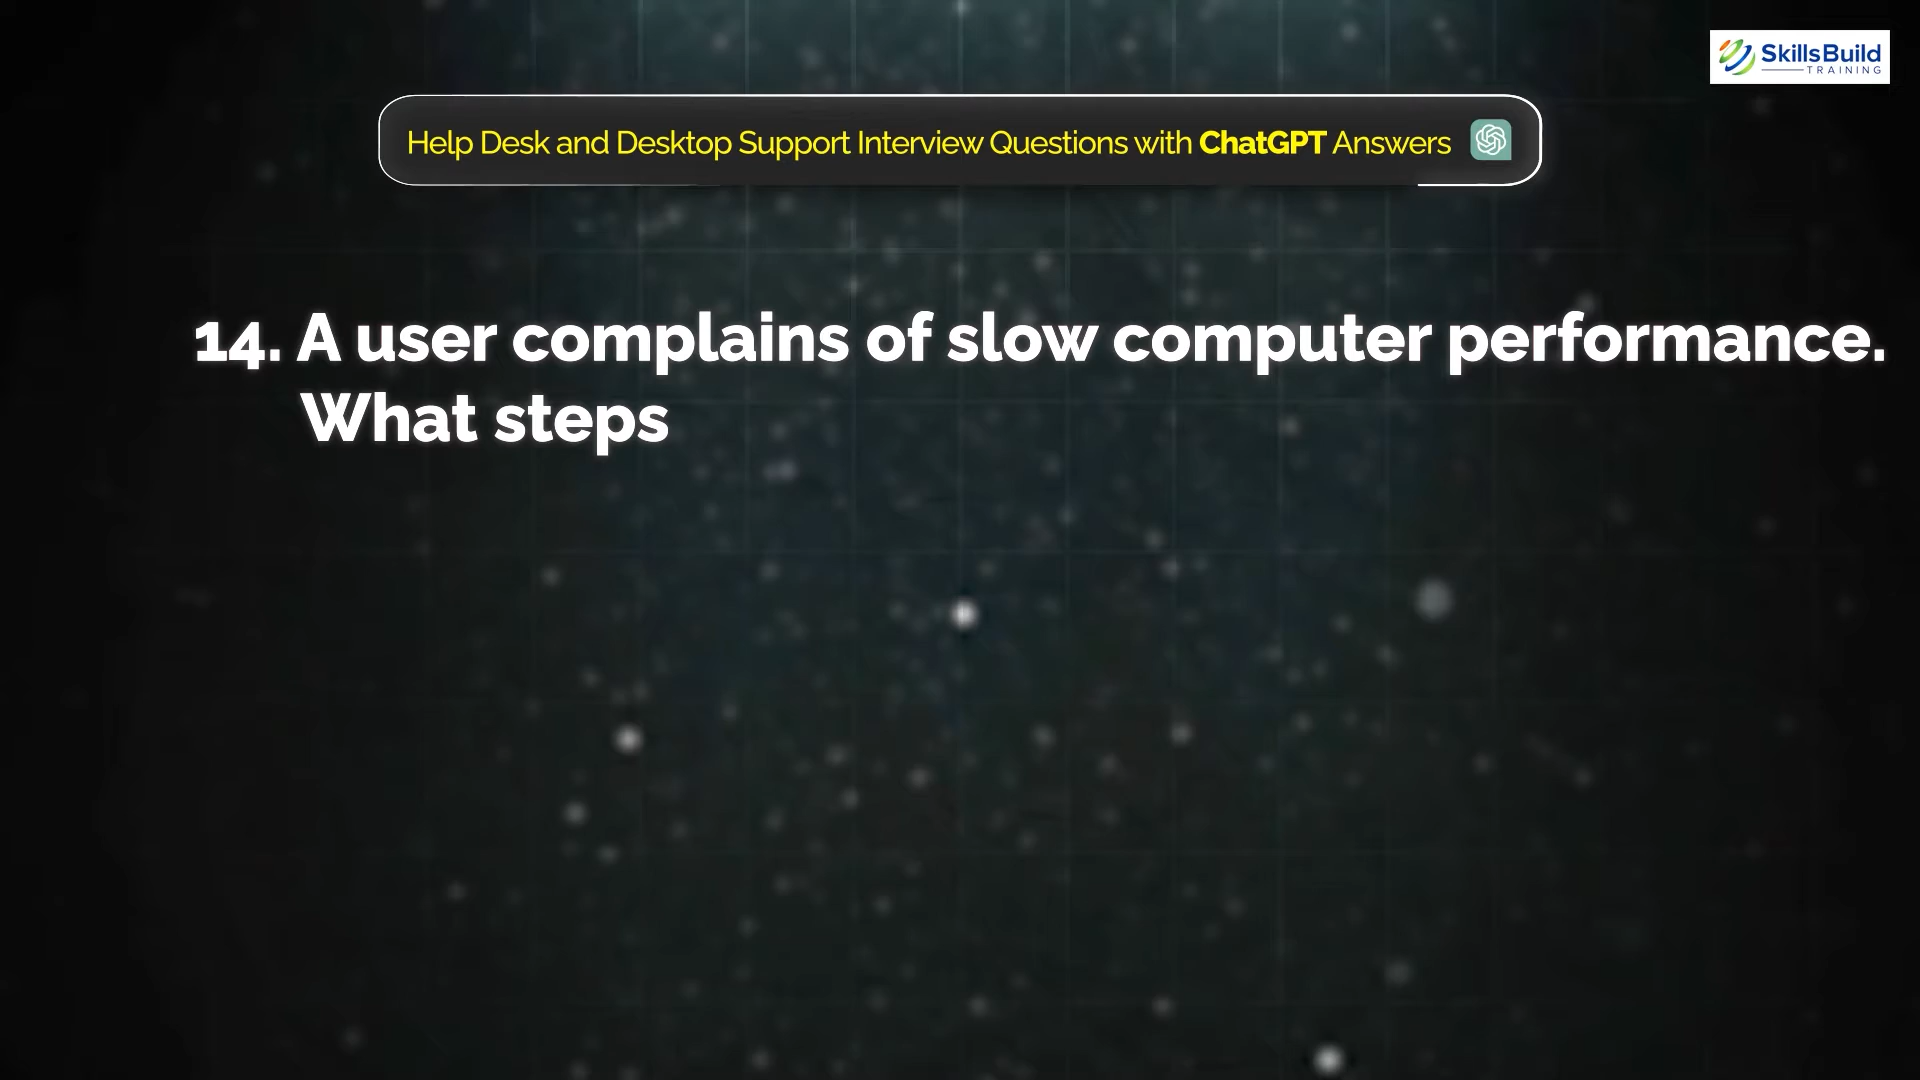 SkillsBuild
TRAINING
Help Desk and Desktop Support Interview Questions with ChatGPT Answers
14. A user complains of slow computer performance.
What steps